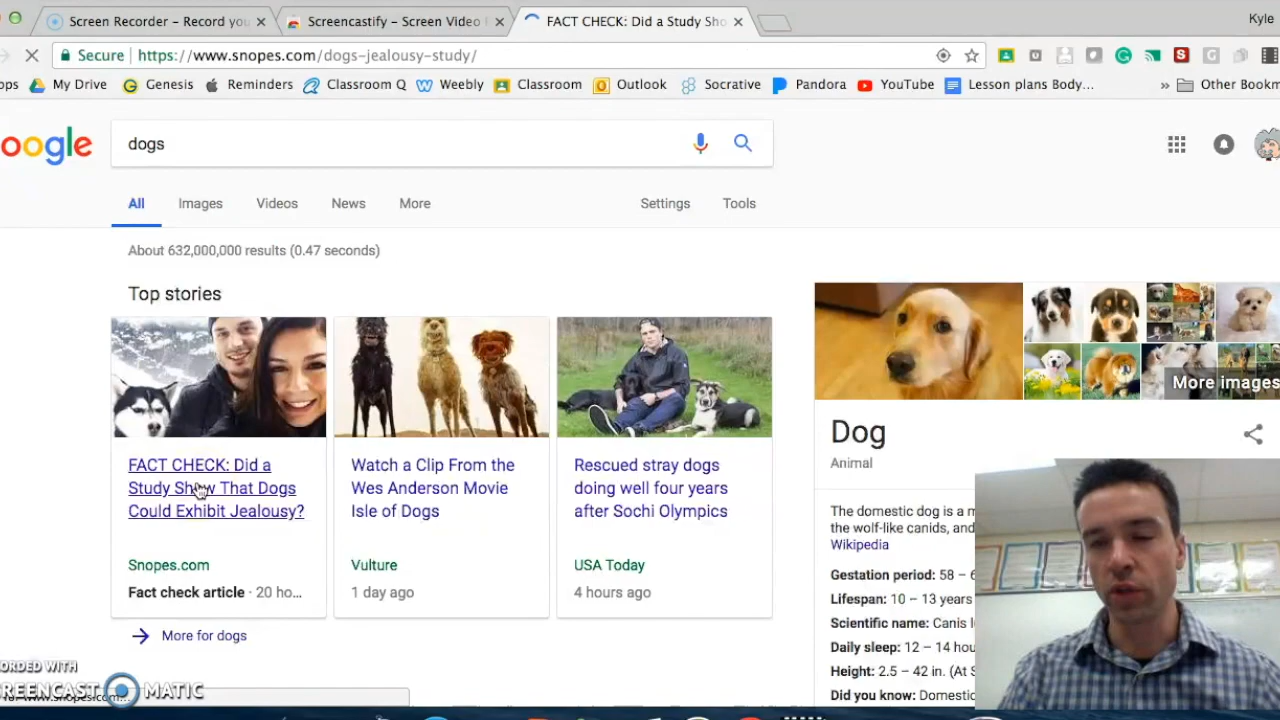 Screen Recorder - Record you
Screencastify - Screen Video
FACT CHECK: Did a Study Sho
Kyle
Secure
https://www.snopes.com/dogs-jealousy-study/
ops
My Drive
Genesis
Reminders
Classroom Q
Weebly
Classroom
Outlook
Socrative
Pandora
YouTube
Lesson plans Body...
»
Other Bookm
oogle
dogs
All
Images
Videos
News
More
Settings
Tools
About 632,000,000 results (0.47 seconds)
Top stories
FACT CHECK: Did a
Study Show That Dogs
Could Exhibit Jealousy?
Snopes.com
Fact check article · 20 ho...
Watch a Clip From the
Wes Anderson Movie
Isle of Dogs
Vulture
1 day ago
Rescued stray dogs
doing well four years
after Sochi Olympics
USA Today
4 hours ago
More for dogs
More images
Dog
Animal
The domestic dog is a m
the wolf-like canids, and
Wikipedia
Gestation period: 58 – 6
Lifespan: 10 – 13 years
Scientific name: Canis l
Daily sleep: 12 – 14 hou
Height: 2.5 – 42 in. (At S
Did you know: Domestic
ORDED WITH
CREENCAST MATIC